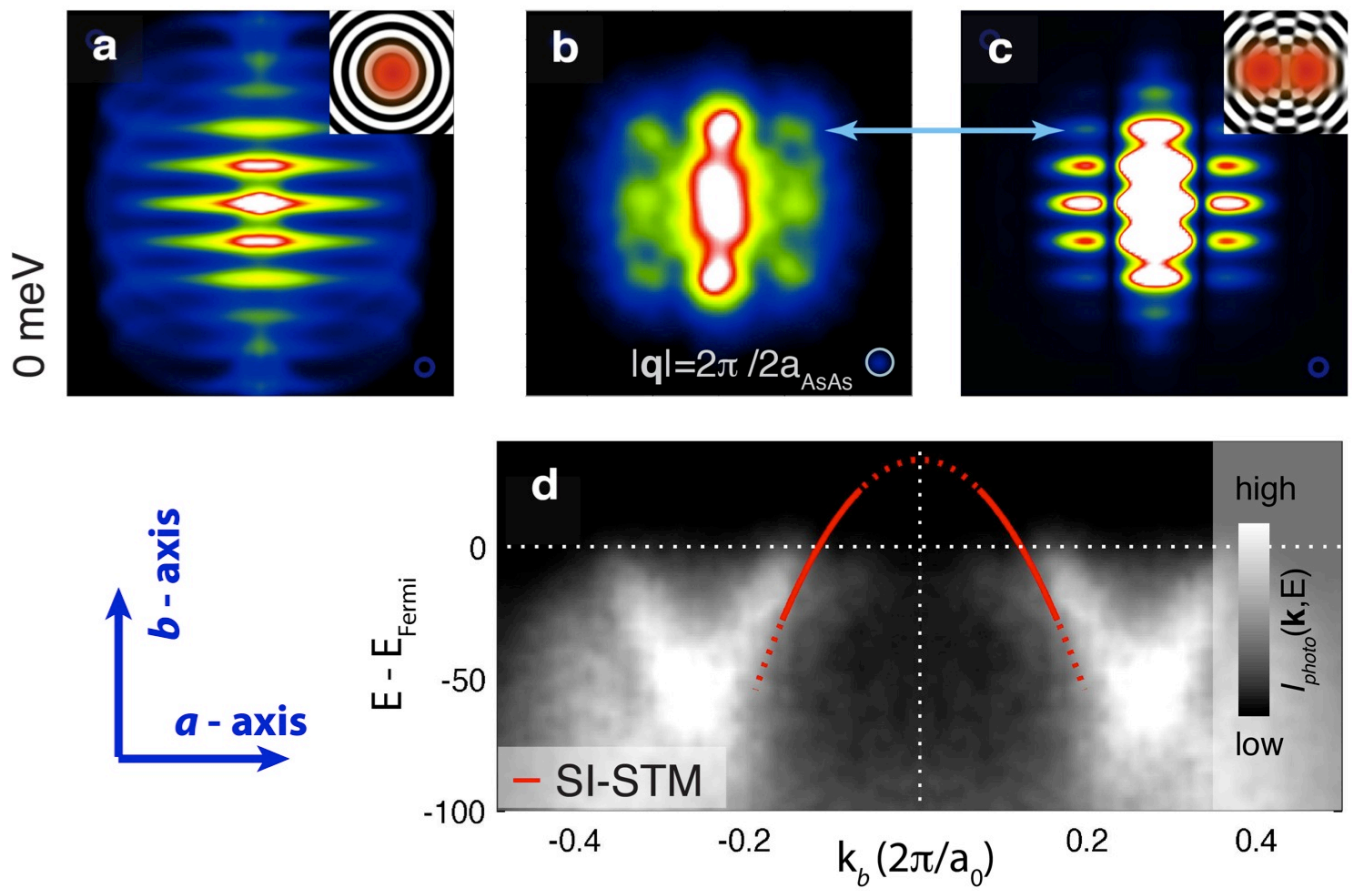 a
b
c
0 meV
|q|=2π /2a_AsAs
d
high
low
I_photo(k,E)
0
-50
-100
E - E_Fermi
SI-STM
-0.4
-0.2
0.2
0.4
k_b (2π/a_0)
b - axis
a - axis